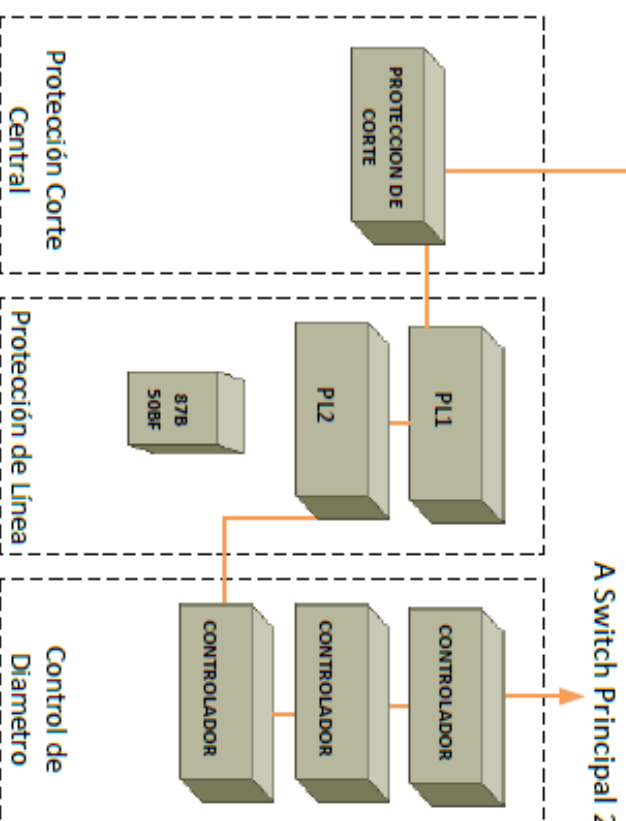 A Switch Principal 2
PROTECCION DE
CORTE
PL1
PL2
87B
50BF
CONTROLADOR
CONTROLADOR
CONTROLADOR
Protección Corte
Central
Protección de Línea
Control de
Diametro